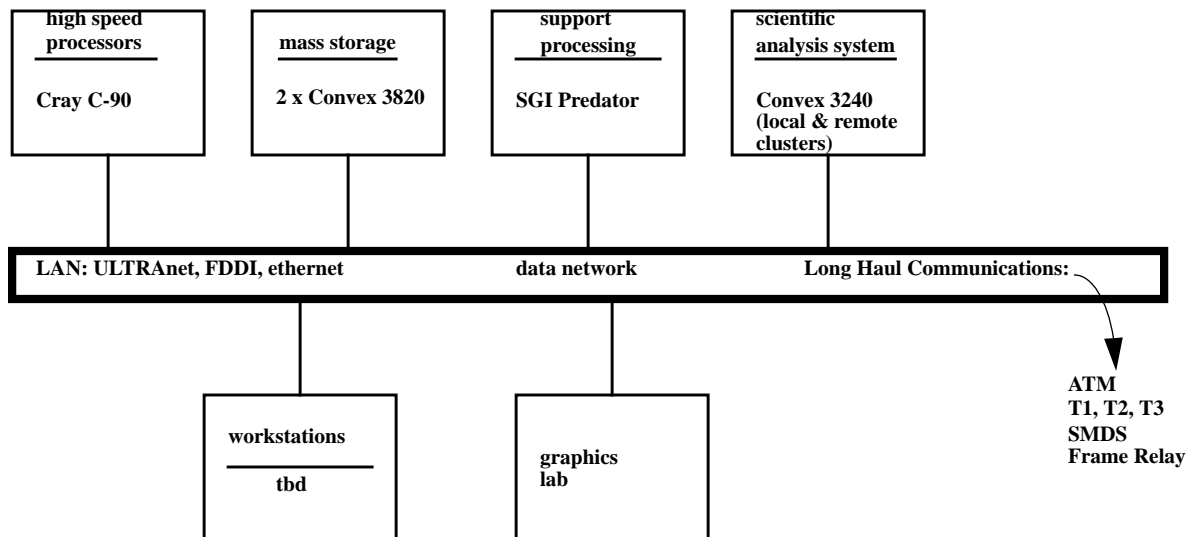 high speed
processors
Cray C-90
mass storage
2 x Convex 3820
support
processing
SGI Predator
scientific
analysis system
Convex 3240
(local & remote
clusters)
LAN: ULTRAnet, FDDI, ethernet
data network
Long Haul Communications:
ATM
T1, T2, T3
SMDS
Frame Relay
workstations
tbd
graphics
lab